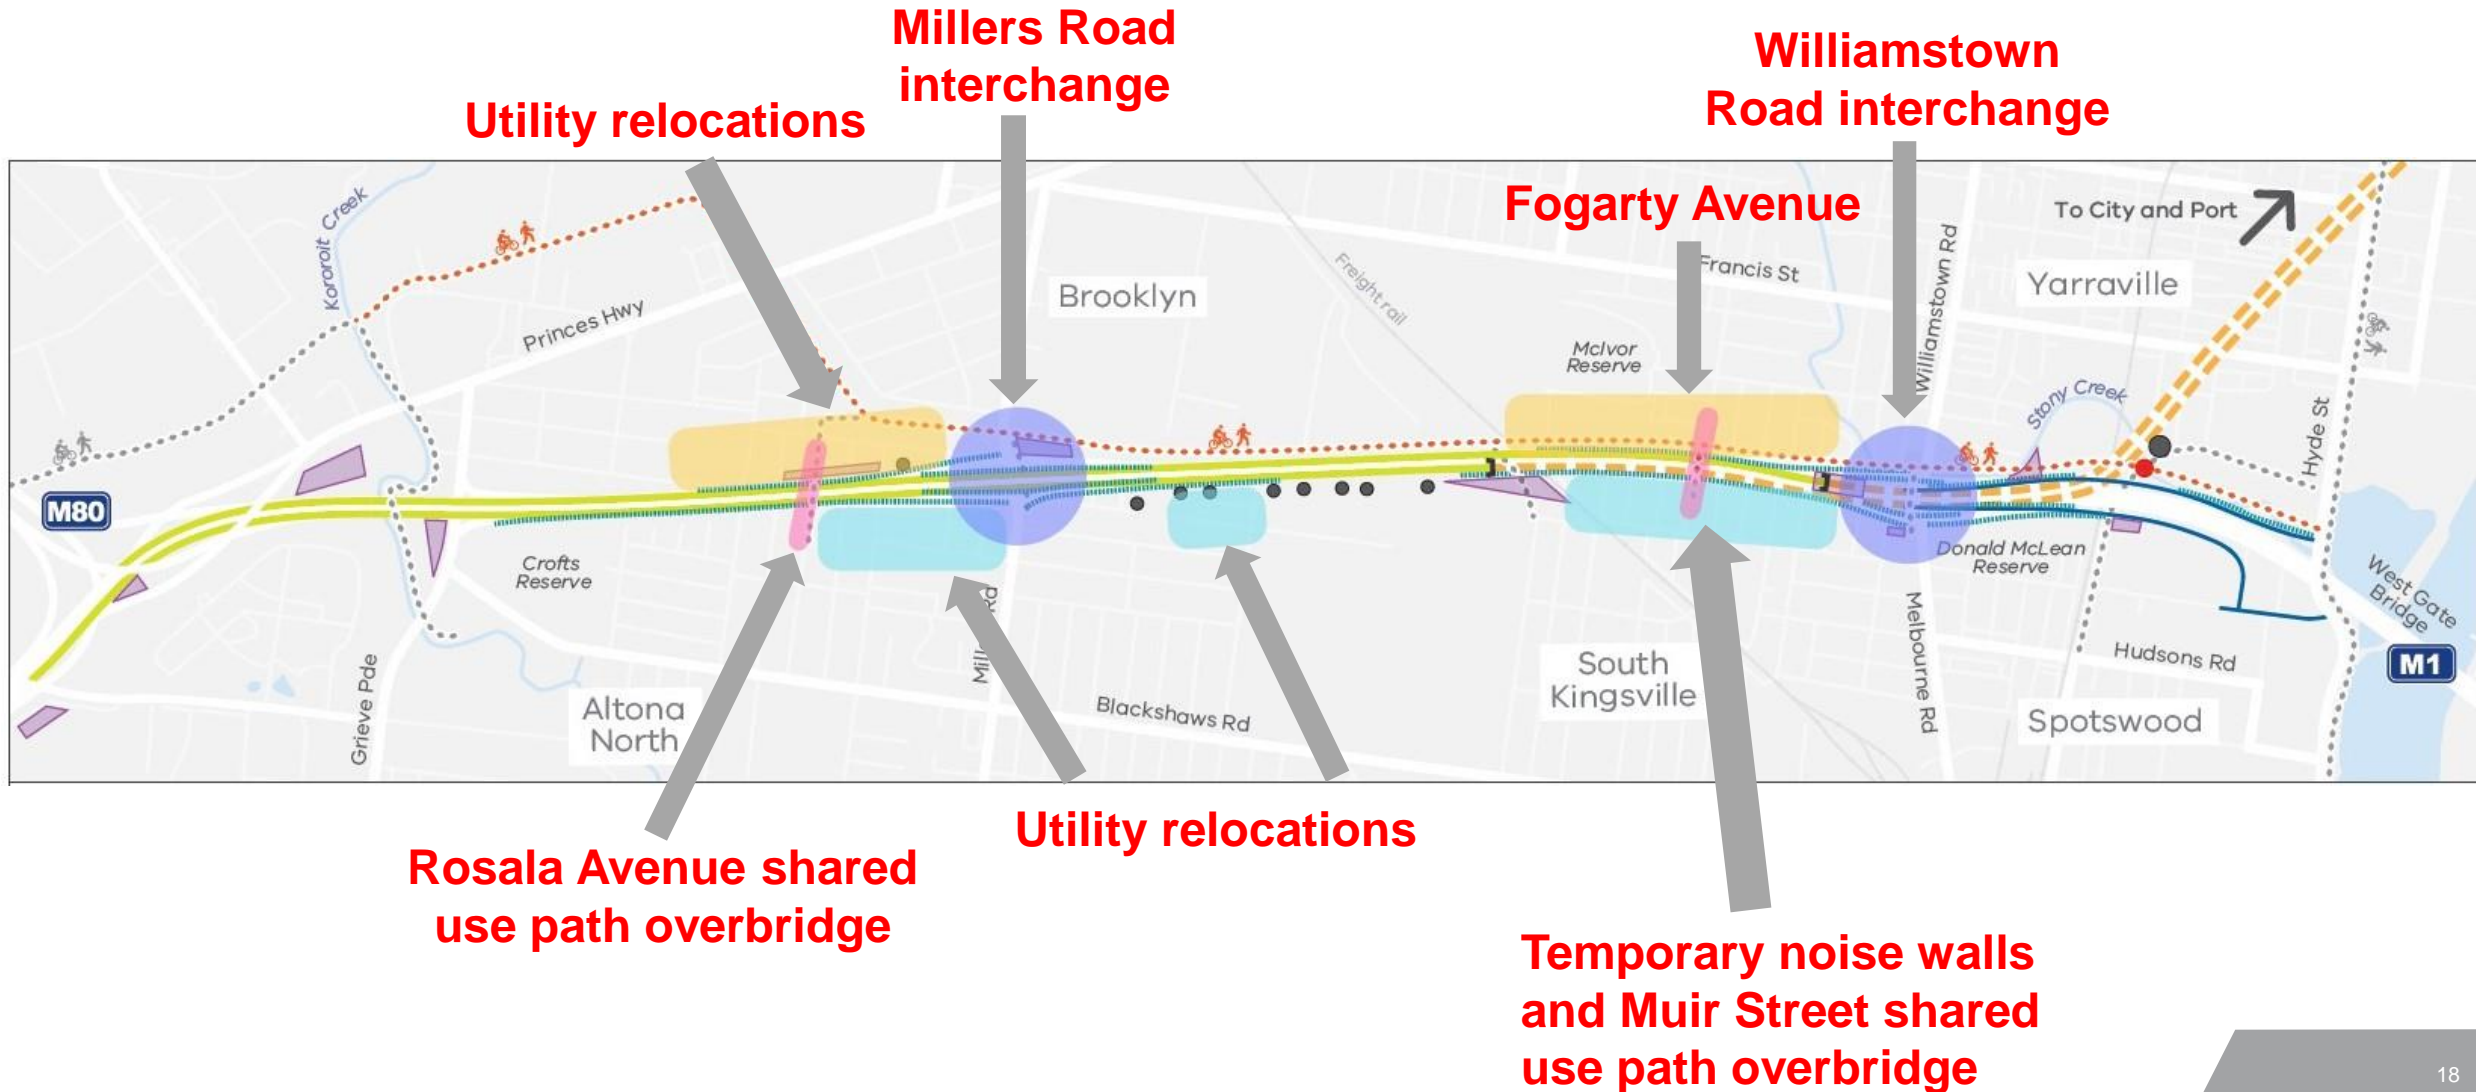 Millers Road
interchange
Williamstown
Road interchange
Utility relocations
Fogarty Avenue
To City and Port
Kororoit Creek
Princes Hwy
Brooklyn
Freight rail
Francis St
Williamstown Rd
Yarraville
McIvor
Reserve
Stony Creek
Hyde St
M80
Crofts
Reserve
Donald McLean
Reserve
West Gate
Bridge
Grieve Pde
Altona
North
Rd
Blackshaws Rd
South
Kingsville
Melbourne Rd
Hudsons Rd
Spotswood
M1
Utility relocations
Rosala Avenue shared
use path overbridge
Temporary noise walls
and Muir Street shared
use path overbridge
18